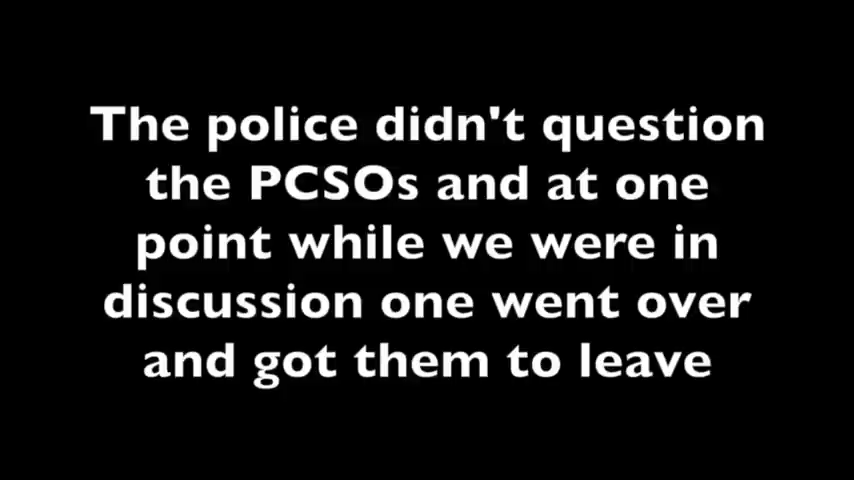 The police didn't question
the PCSOs and at one
point while we were in
discussion one went over
and got them to leave